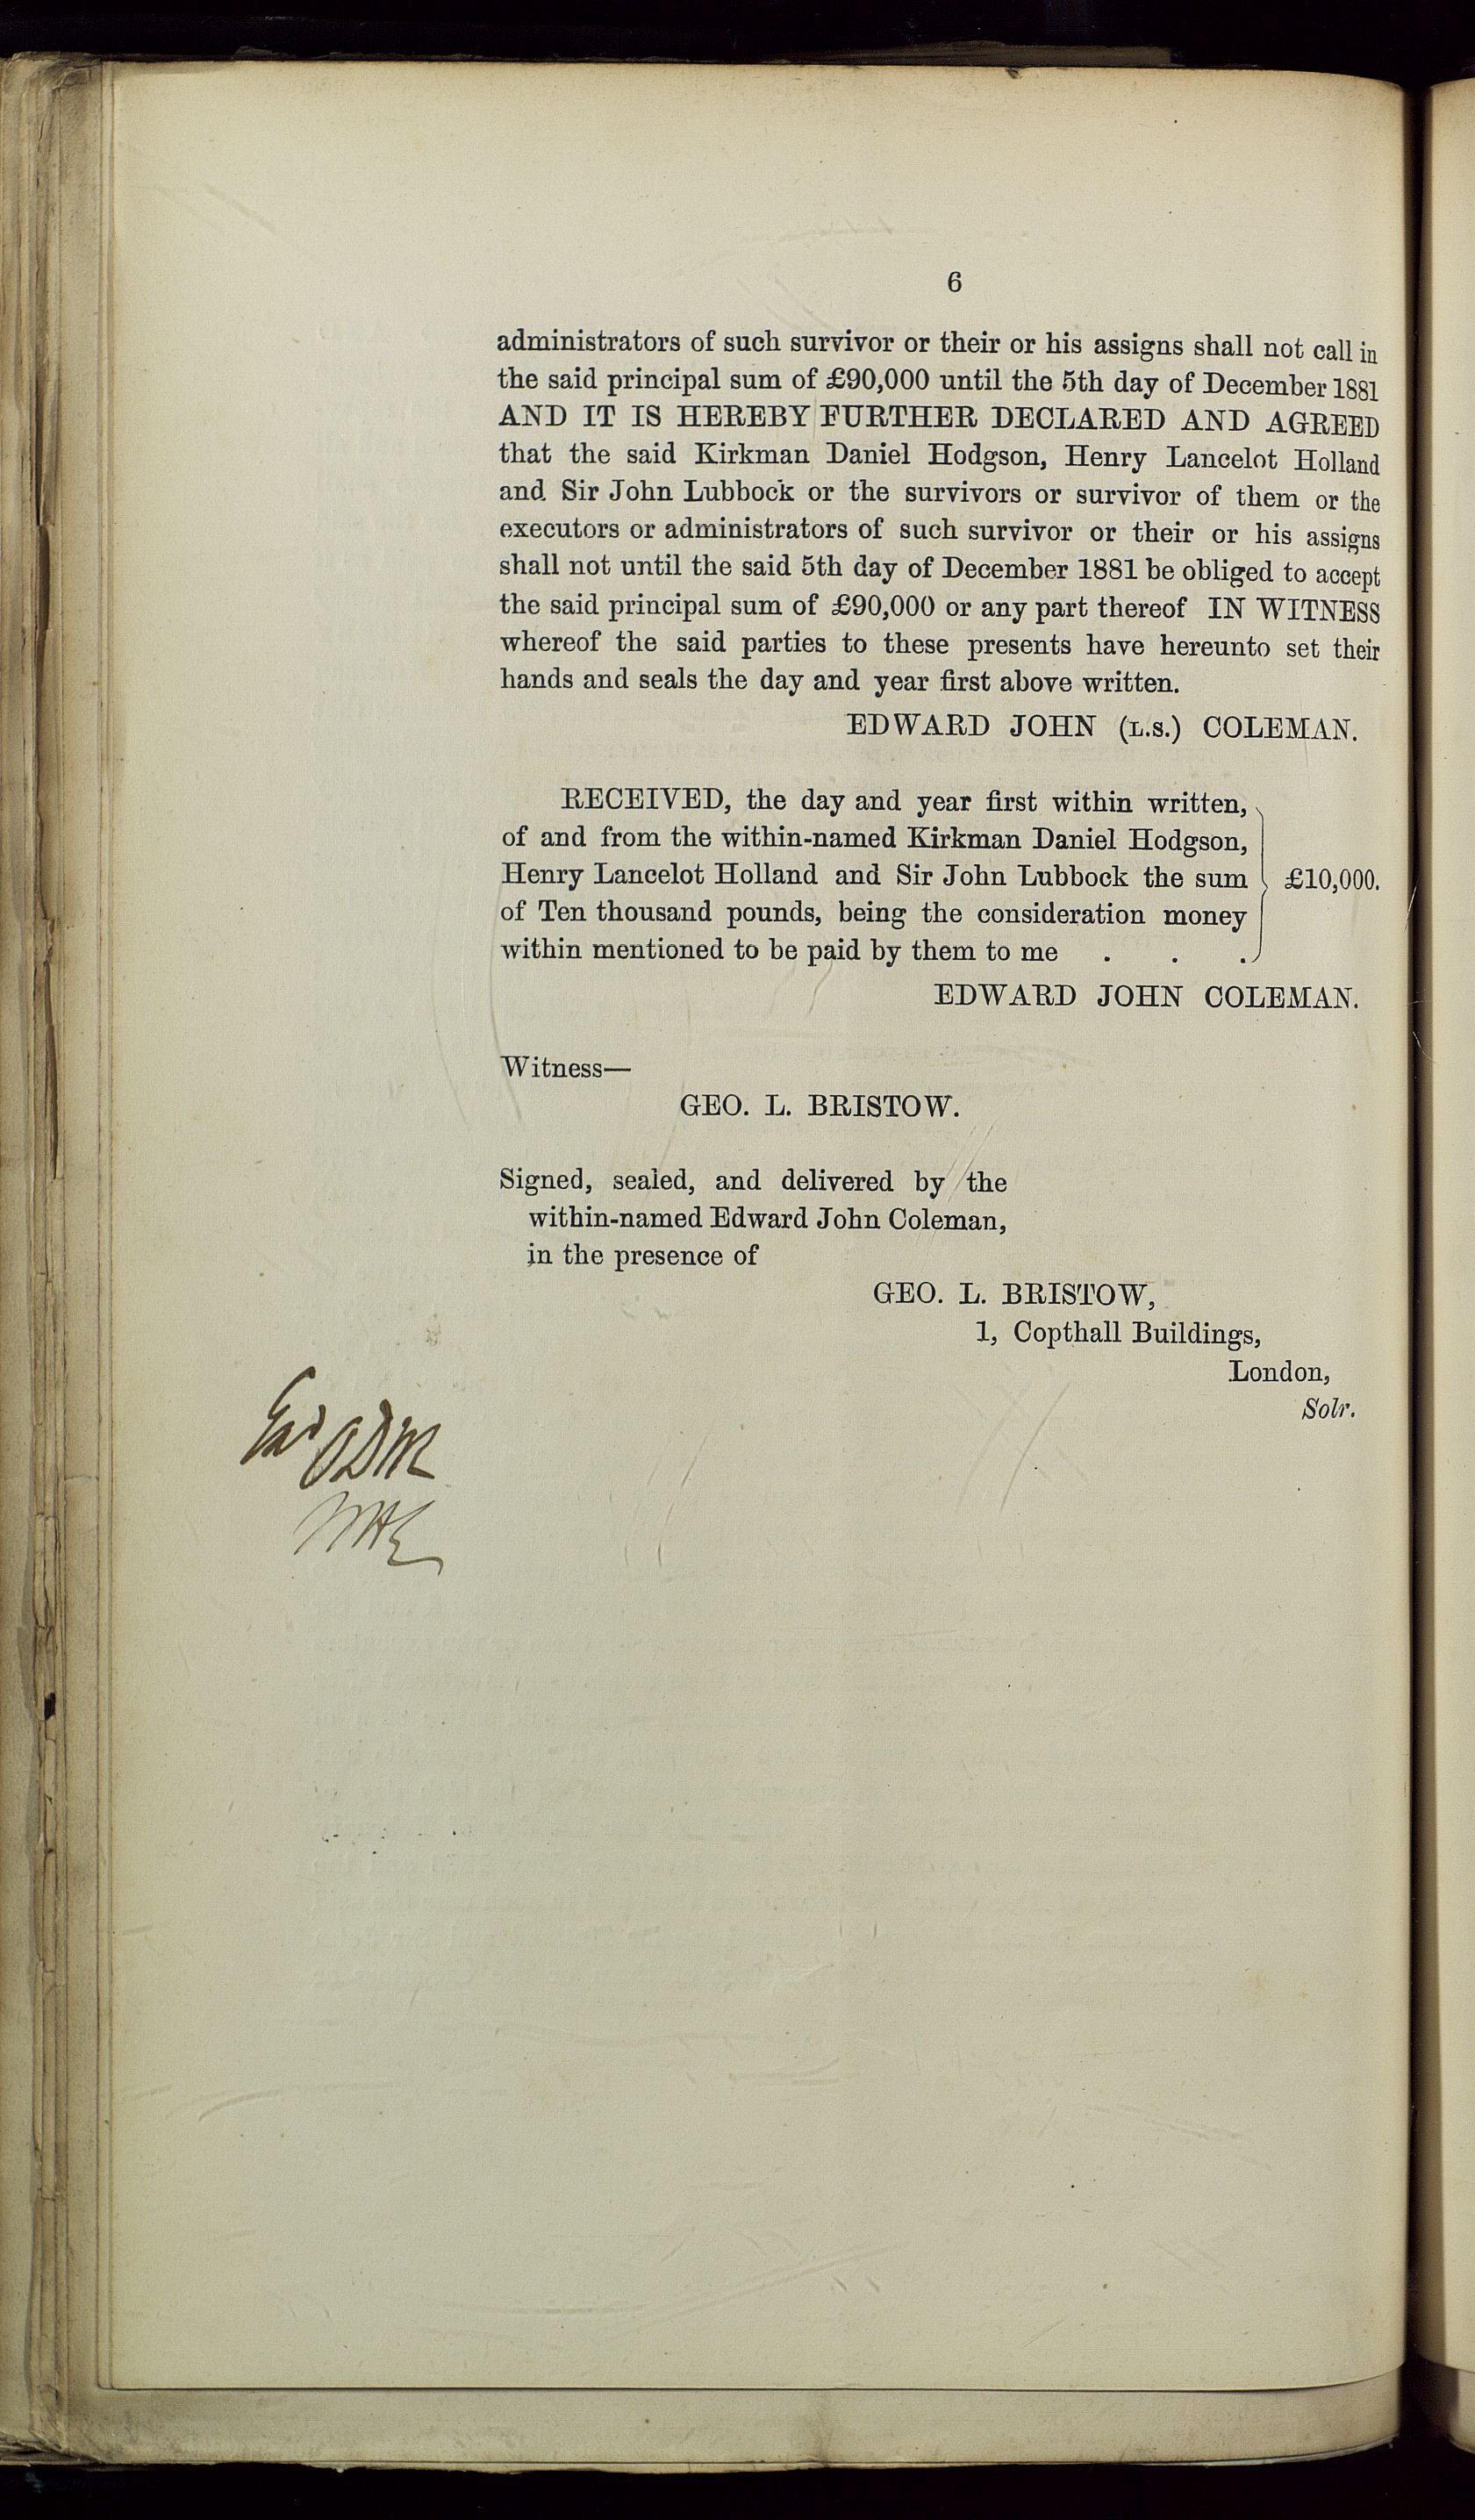 6
administrators of such survivor or their or his assigns shall not call in
the said principal sum of £90,000 until the 5th day of December 1881
AND IT IS HEREBY FURTHER DECLARED AND AGREED
that the said Kirkman Daniel Hodgson, Henry Lancelot Holland
and Sir John Lubbock or the survivors or survivor of them or the
executors or administrators of such survivor or their or his assigns
shall not until the said 5th day of December 1881 be obliged to accept
the said principal sum of £90,000 or any part thereof IN WITNESS
whereof the said parties to these presents have hereunto set their
hands and seals the day and year first above written.
EDWARD JOHN (L.S.) COLEMAN.
RECEIVED, the day and year first within written,
of and from the within-named Kirkman Daniel Hodgson,
Henry Lancelot Holland and Sir John Lubbock the sum £10,000.
of Ten thousand pounds, being the consideration money
within mentioned to be paid by them to me . . .
EDWARD JOHN COLEMAN.
Witness—
GEO. L. BRISTOW.
Signed, sealed, and delivered by the
within-named Edward John Coleman,
in the presence of
GEO. L. BRISTOW,
1, Copthall Buildings,
London,
Solr.